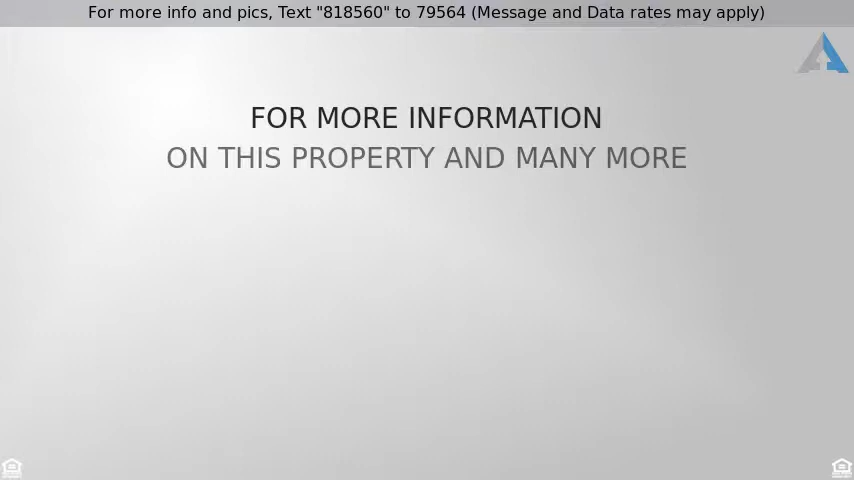 For more info and pics, Text "818560" to 79564 (Message and Data rates may apply)
FOR MORE INFORMATION
ON THIS PROPERTY AND MANY MORE